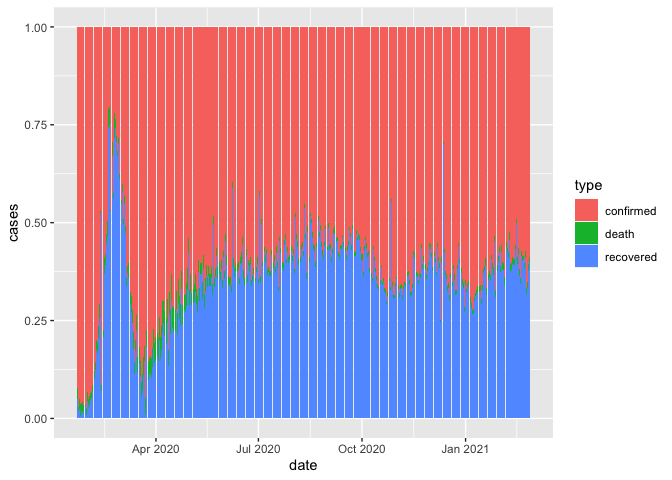 1.00
0.75
0.50
0.25
0.00
cases
Apr 2020
Jul 2020
Oct 2020
Jan 2021
date
type
confirmed
death
recovered